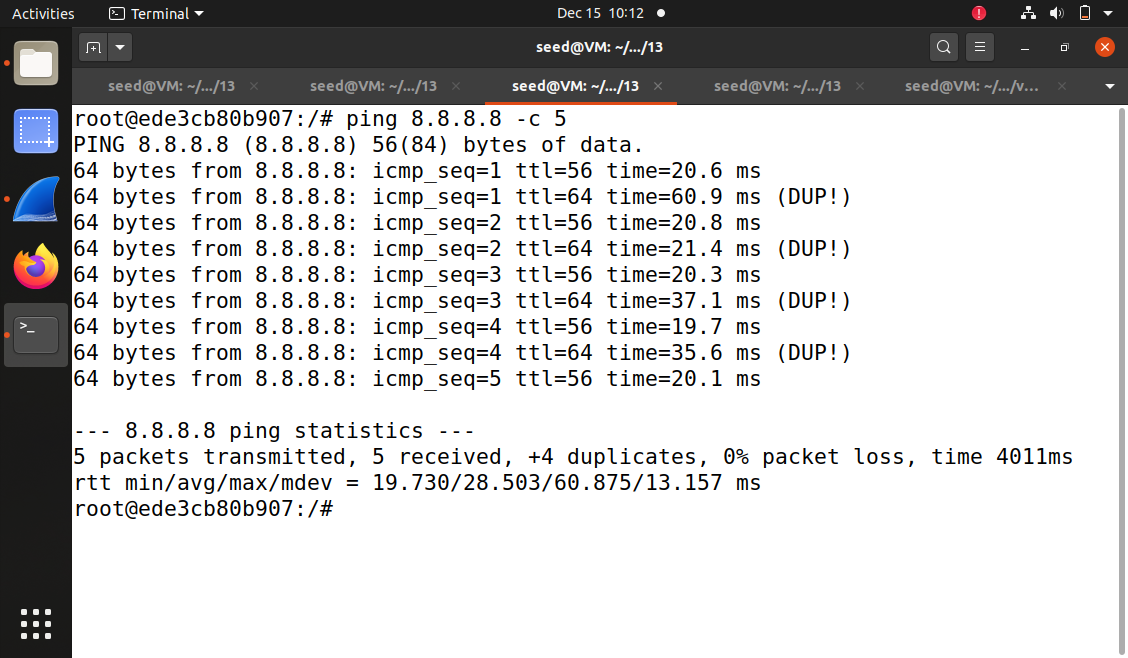 Activities
Terminal
Dec 15 10:12
seed@VM: ~/.../13
seed@VM: ~/.../13
seed@VM: ~/.../13
seed@VM: ~/.../13
seed@VM: ~/.../13
seed@VM: ~/.../v...
root@ede3cb80b907:/# ping 8.8.8.8 -c 5
PING 8.8.8.8 (8.8.8.8) 56(84) bytes of data.
64 bytes from 8.8.8.8: icmp_seq=1 ttl=56 time=20.6 ms
64 bytes from 8.8.8.8: icmp_seq=1 ttl=64 time=60.9 ms (DUP!)
64 bytes from 8.8.8.8: icmp_seq=2 ttl=56 time=20.8 ms
64 bytes from 8.8.8.8: icmp_seq=2 ttl=64 time=21.4 ms (DUP!)
64 bytes from 8.8.8.8: icmp_seq=3 ttl=56 time=20.3 ms
64 bytes from 8.8.8.8: icmp_seq=3 ttl=64 time=37.1 ms (DUP!)
64 bytes from 8.8.8.8: icmp_seq=4 ttl=56 time=19.7 ms
64 bytes from 8.8.8.8: icmp_seq=4 ttl=64 time=35.6 ms (DUP!)
64 bytes from 8.8.8.8: icmp_seq=5 ttl=56 time=20.1 ms
--- 8.8.8.8 ping statistics ---
5 packets transmitted, 5 received, +4 duplicates, 0% packet loss, time 4011ms
rtt min/avg/max/mdev = 19.730/28.503/60.875/13.157 ms
root@ede3cb80b907:/#